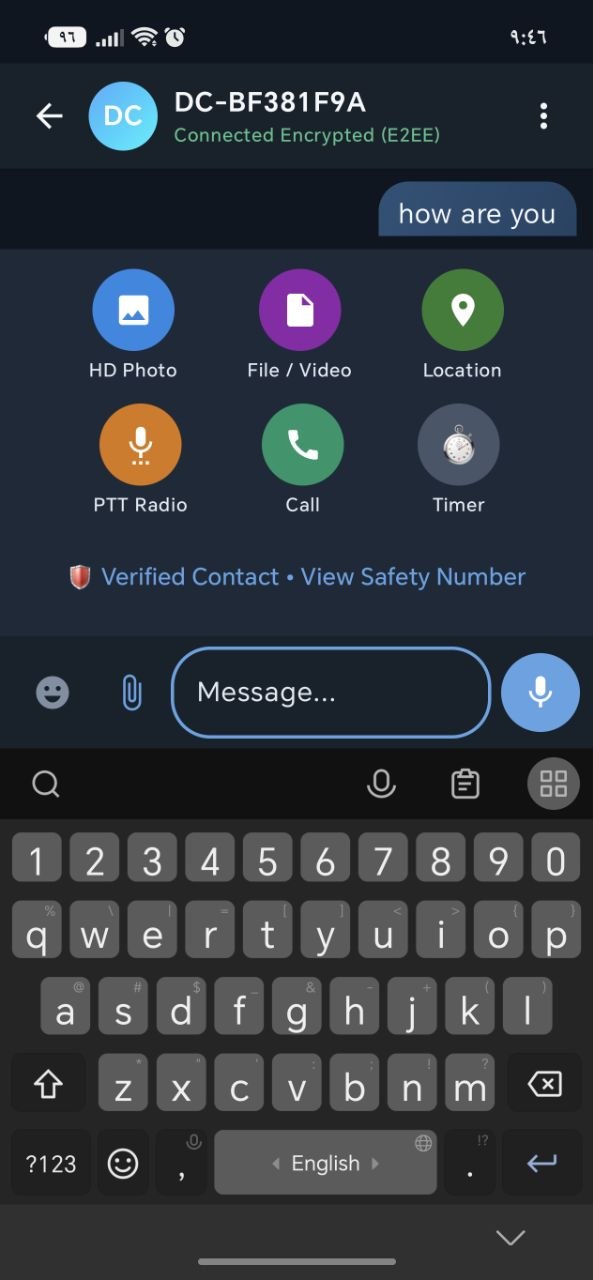 ٩٦
٩:٤٦
DC
DC-BF381F9A
Connected Encrypted (E2EE)
how are you
HD Photo
File / Video
Location
PTT Radio
Call
Timer
Verified Contact • View Safety Number
Message...
1 2 3 4 5 6 7 8 9 0
% \ | = [ ] < > { }
q w e r t y u i o p
@ # $ _ & - + ( )
a s d f g h j k l
* " ' : ; ! ?
z x c v b n m
!?
?123 , English .